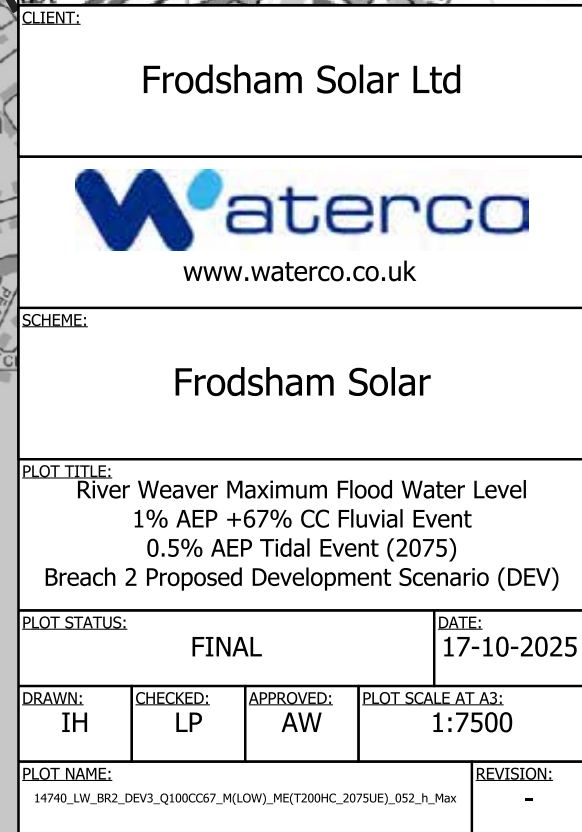 CLIENT:
Frodsham Solar Ltd
Waterco
www.waterco.co.uk
SCHEME:
Frodsham Solar
PLOT TITLE:
River Weaver Maximum Flood Water Level
1% AEP +67% CC Fluvial Event
0.5% AEP Tidal Event (2075)
Breach 2 Proposed Development Scenario (DEV)
PLOT STATUS:
FINAL
DATE:
17-10-2025
DRAWN:
IH
CHECKED:
LP
APPROVED:
AW
PLOT SCALE AT A3:
1:7500
PLOT NAME:
14740_LW_BR2_DEV3_Q100CC67_M(LOW)_ME(T200HC_2075UE)_052_h_Max
REVISION:
-